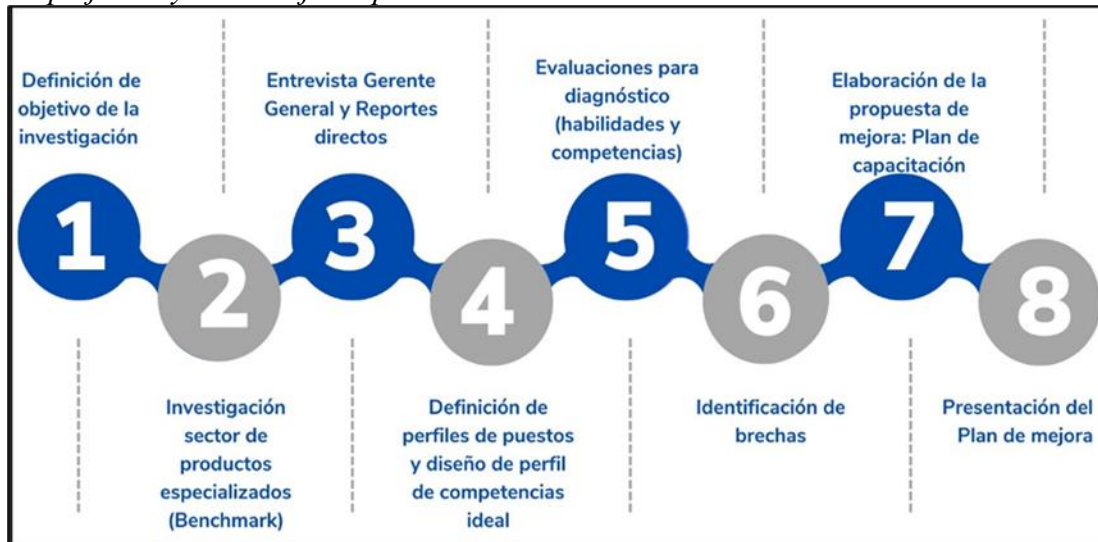 Definición de
objetivo de la
investigación
Entrevista Gerente
General y Reportes
directos
Evaluaciones para
diagnóstico
(habilidades y
competencias)
Elaboración de la
propuesta de
mejora: Plan de
capacitación
1
2
3
4
5
6
7
8
Investigación
sector de
productos
especializados
(Benchmark)
Definición de
perfiles de puestos
y diseño de perfil
de competencias
ideal
Identificación de
brechas
Presentación del
Plan de mejora